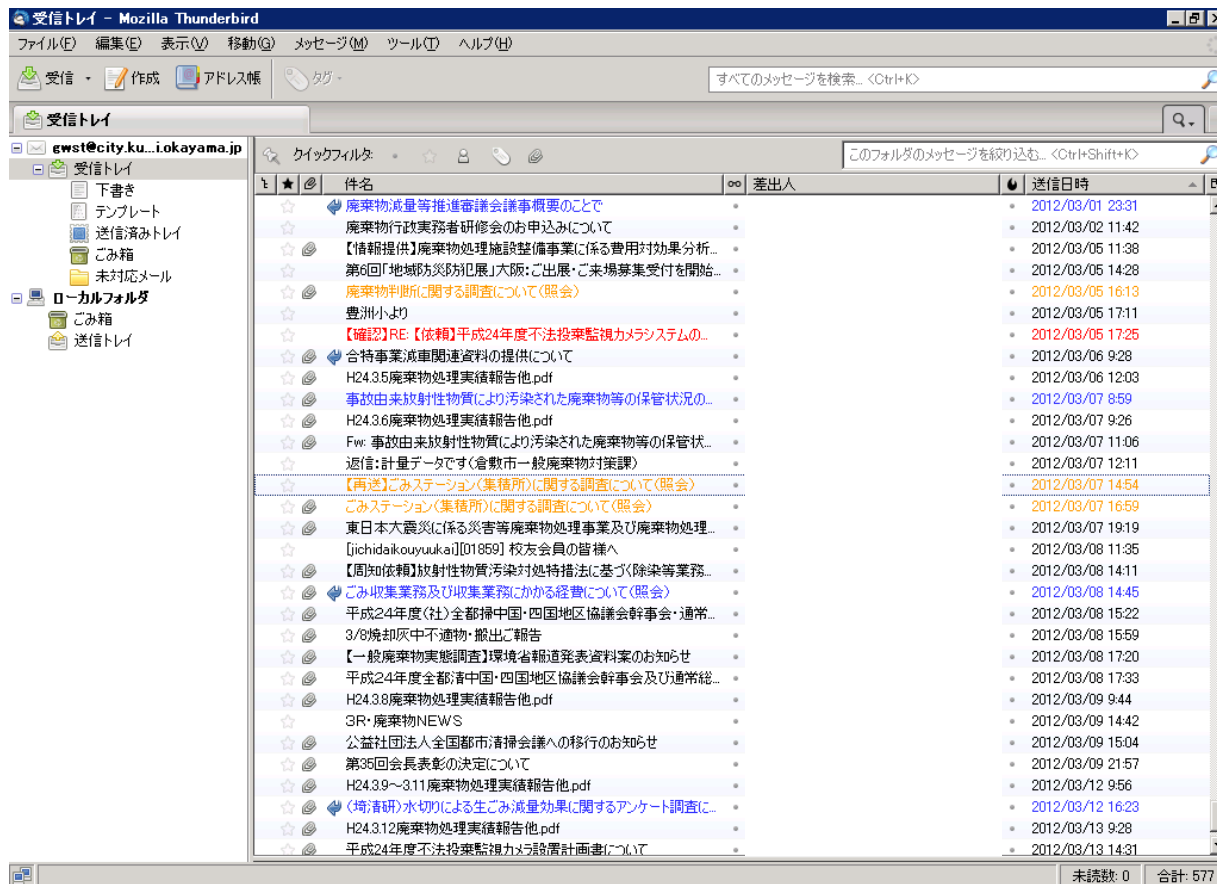 受信トレイ - Mozilla Thunderbird
ファイル(F) 編集(E) 表示(V) 移動(G) メッセージ(M) ツール(T) ヘルプ(H)
受信 作成 アドレス帳 タグ すべてのメッセージを検索... <Ctrl+K>
受信トレイ
gwst@city.ku...i.okayama.jp
受信トレイ
下書き
テンプレート
送信済みトレイ
ごみ箱
未対応メール
ローカルフォルダ
ごみ箱
送信トレイ
クイックフィルタ: このフォルダのメッセージを絞り込む... <Ctrl+Shift+K>
件名 差出人 送信日時
廃棄物減量等推進審議会議事概要のことで 2012/03/01 23:31
廃棄物行政実務者研修会のお申込みについて 2012/03/02 11:42
【情報提供】廃棄物処理施設整備事業に係る費用対効果分析... 2012/03/05 11:38
第6回「地域防災防犯展」大阪:ご出展・ご来場募集受付を開始... 2012/03/05 14:28
廃棄物判断に関する調査について(照会) 2012/03/05 16:13
豊洲小より 2012/03/05 17:11
【確認】RE: 【依頼】平成24年度不法投棄監視カメラシステムの... 2012/03/05 17:25
合特事業減車関連資料の提供について 2012/03/06 9:28
H24.3.5廃棄物処理実績報告他.pdf 2012/03/06 12:03
事故由来放射性物質により汚染された廃棄物等の保管状況の... 2012/03/07 8:59
H24.3.6廃棄物処理実績報告他.pdf 2012/03/07 9:26
Fw: 事故由来放射性物質により汚染された廃棄物等の保管状... 2012/03/07 11:06
返信:計量データです(倉敷市一般廃棄物対策課) 2012/03/07 12:11
【再送】ごみステーション(集積所)に関する調査について(照会) 2012/03/07 14:54
ごみステーション(集積所)に関する調査について(照会) 2012/03/07 16:59
東日本大震災に係る災害等廃棄物処理事業及び廃棄物処理... 2012/03/07 19:19
[jichidaikouyuukai][01859] 校友会員の皆様へ 2012/03/08 11:35
【周知依頼】放射性物質汚染対処特措法に基づく除染等業務... 2012/03/08 14:11
ごみ収集業務及び収集業務にかかる経費について(照会) 2012/03/08 14:45
平成24年度(社)全都掃中国・四国地区協議会幹事会・通常... 2012/03/08 15:22
3/8焼却灰中不適物・搬出ご報告 2012/03/08 15:59
【一般廃棄物実態調査】環境省報道発表資料案のお知らせ 2012/03/08 17:20
平成24年度全都清中国・四国地区協議会幹事会及び通常総... 2012/03/08 17:33
H24.3.8廃棄物処理実績報告他.pdf 2012/03/09 9:44
3R・廃棄物NEWS 2012/03/09 14:42
公益社団法人全国都市清掃会議への移行のお知らせ 2012/03/09 15:04
第35回会長表彰の決定について 2012/03/09 21:57
H24.3.9～3.11廃棄物処理実績報告他.pdf 2012/03/12 9:56
(埼清研)水切りによる生ごみ減量効果に関するアンケート調査に... 2012/03/12 16:23
H24.3.12廃棄物処理実績報告他.pdf 2012/03/13 9:28
平成24年度不法投棄監視カメラ設置計画書について 2012/03/13 14:31
未読数: 0 合計: 577